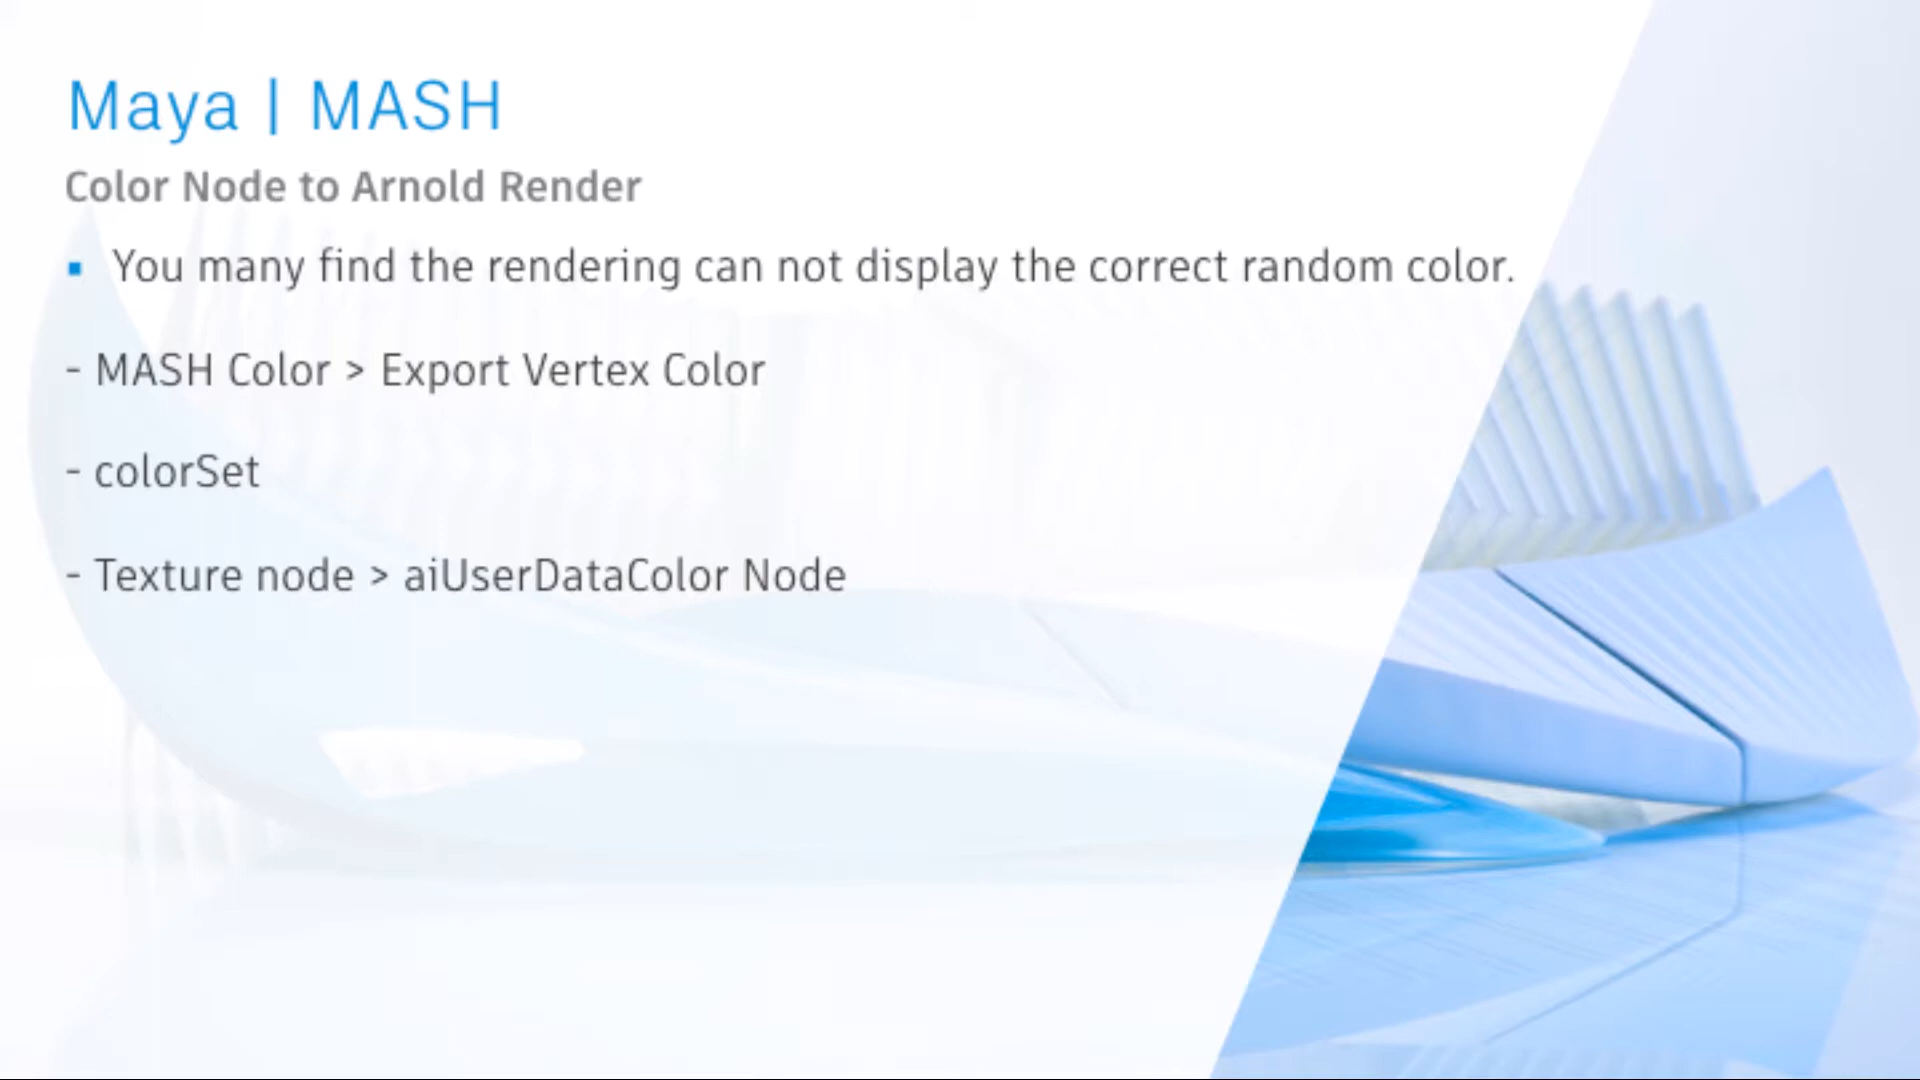 Maya | MASH
Color Node to Arnold Render
▪ You many find the rendering can not display the correct random color.
- MASH Color > Export Vertex Color
- colorSet
- Texture node > aiUserDataColor Node